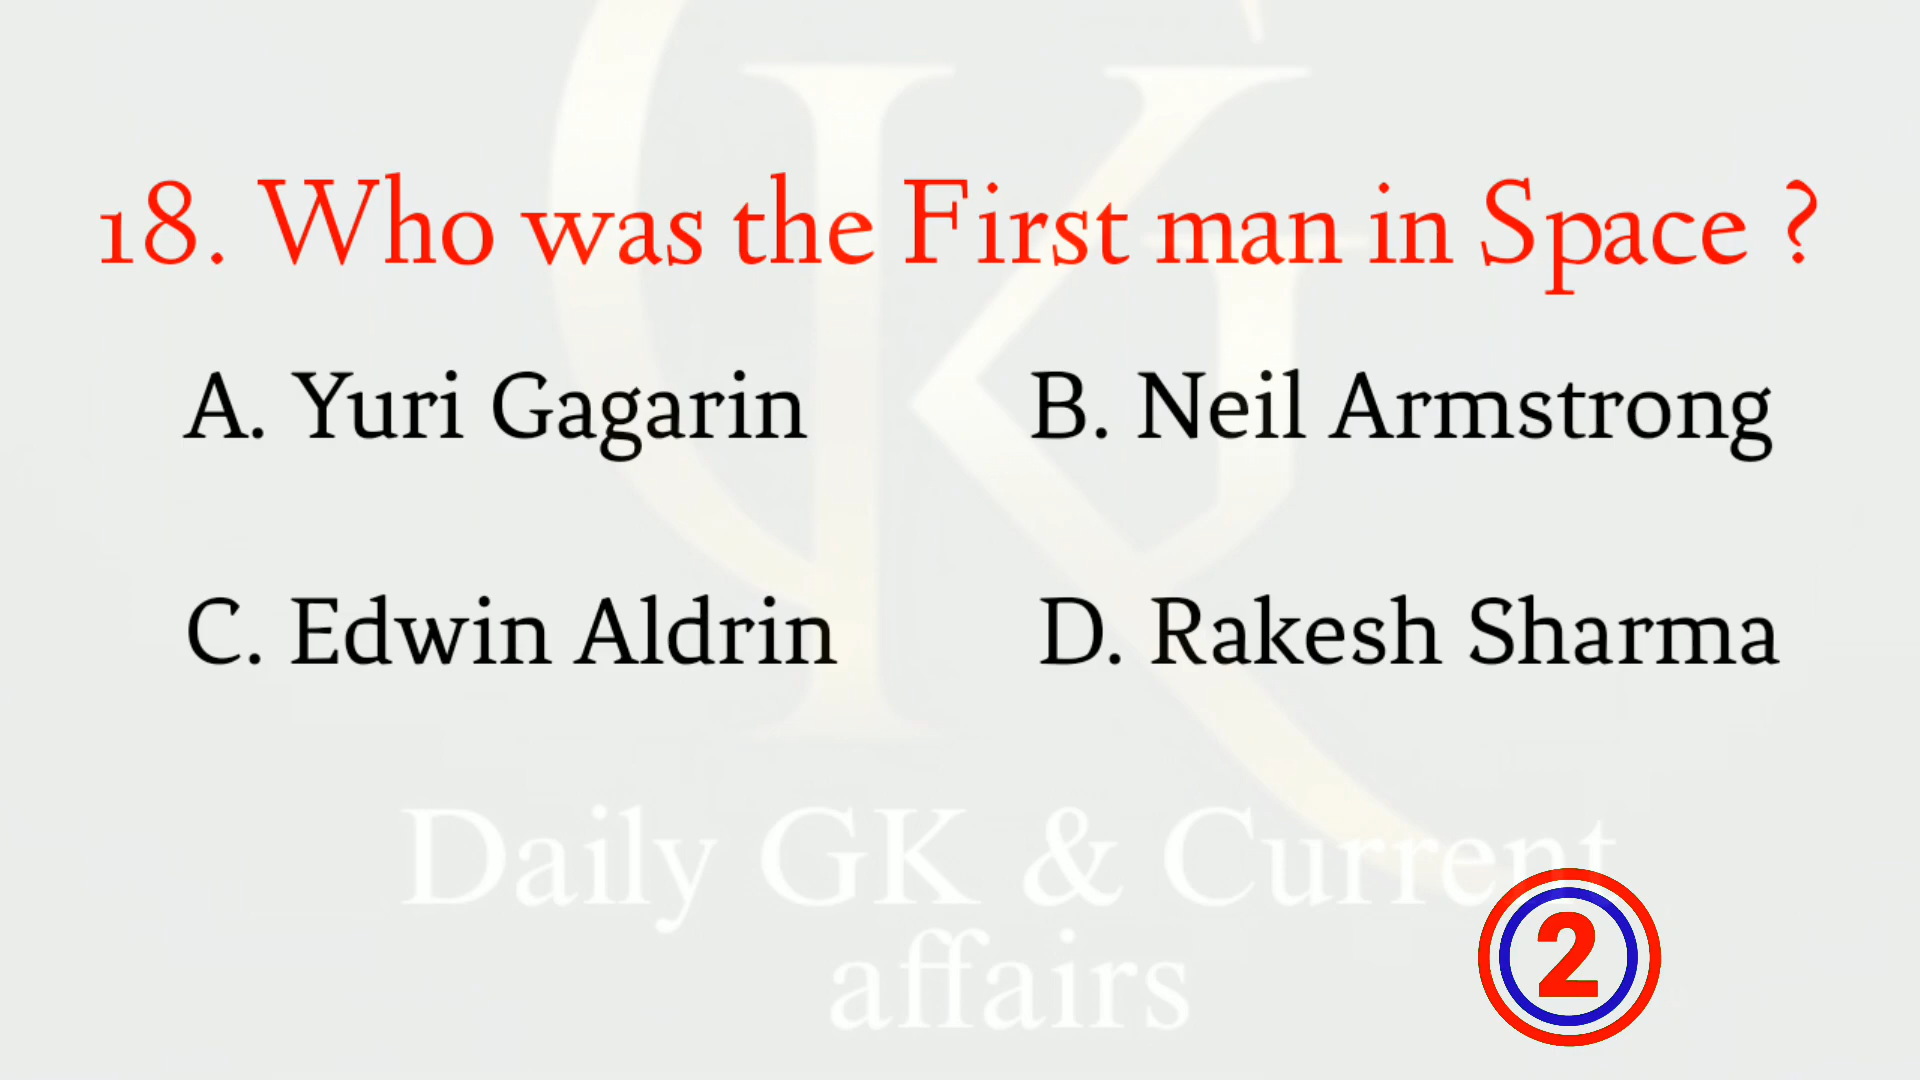 18. Who was the First man in Space ?
A. Yuri Gagarin
B. Neil Armstrong
C. Edwin Aldrin
D. Rakesh Sharma
Daily GK & Current
affairs
2